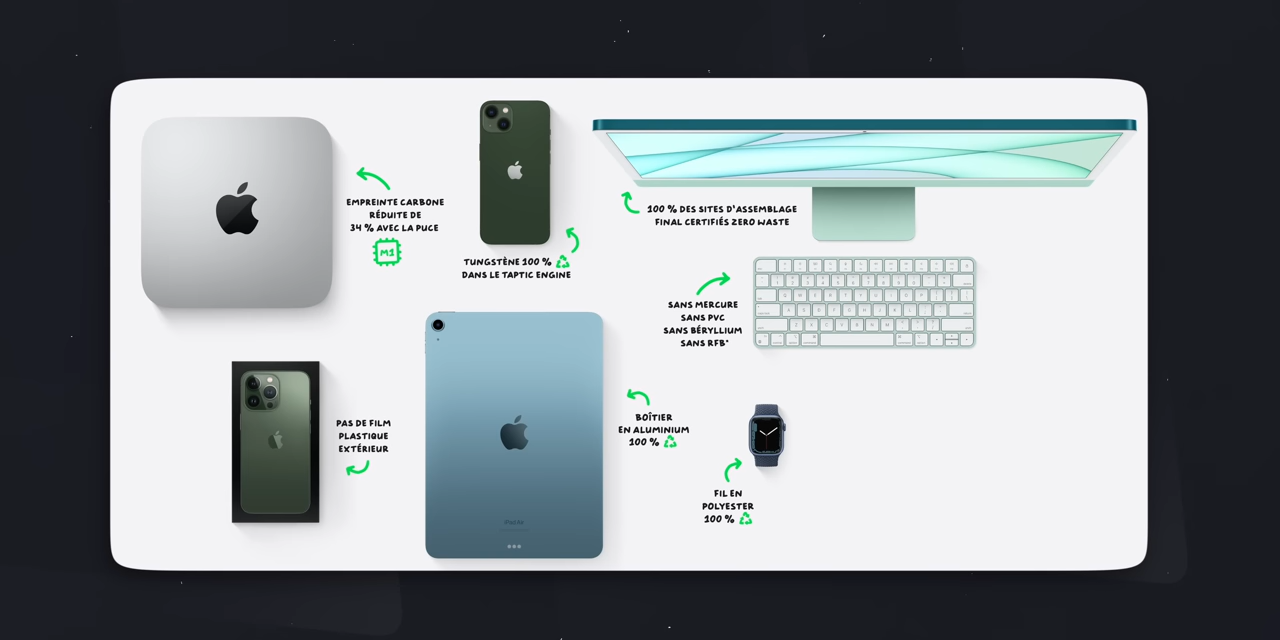 EMPREINTE CARBONE
RÉDUITE DE
34 % AVEC LA PUCE
M1
TUNGSTÈNE 100 %
DANS LE TAPTIC ENGINE
100 % DES SITES D'ASSEMBLAGE
FINAL CERTIFIÉS ZERO WASTE
SANS MERCURE
SANS PVC
SANS BÉRYLLIUM
SANS RFB*
PAS DE FILM
PLASTIQUE
EXTÉRIEUR
BOÎTIER
EN ALUMINIUM
100 %
FIL EN
POLYESTER
100 %
iPad Air